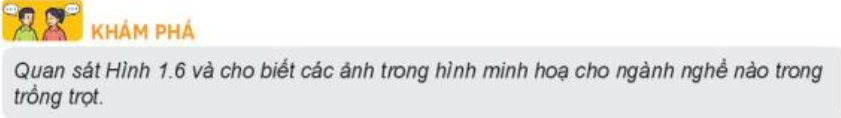 KHÁM PHÁ
Quan sát Hình 1.6 và cho biết các ảnh trong hình minh hoạ cho ngành nghề nào trong
trồng trọt.